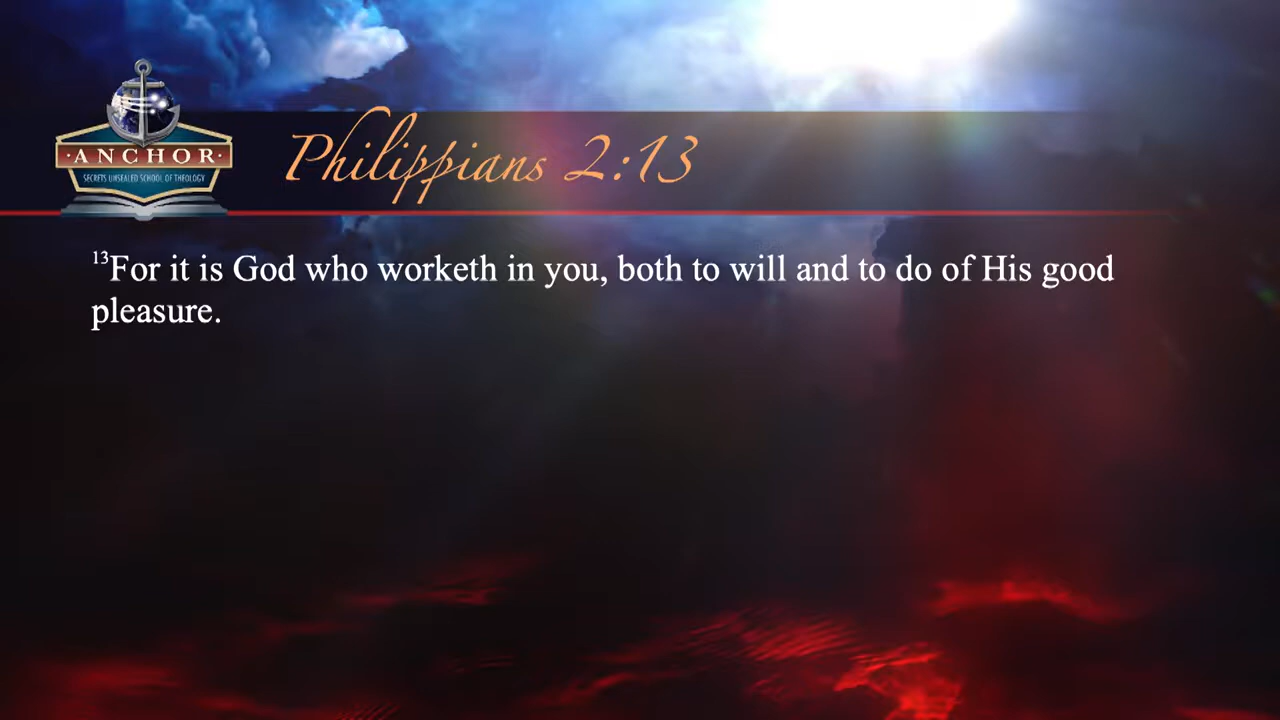 ·ANCHOR·
SECRETS UNSEALED SCHOOL OF THEOLOGY
Philippians 2:13
13For it is God who worketh in you, both to will and to do of His good
pleasure.